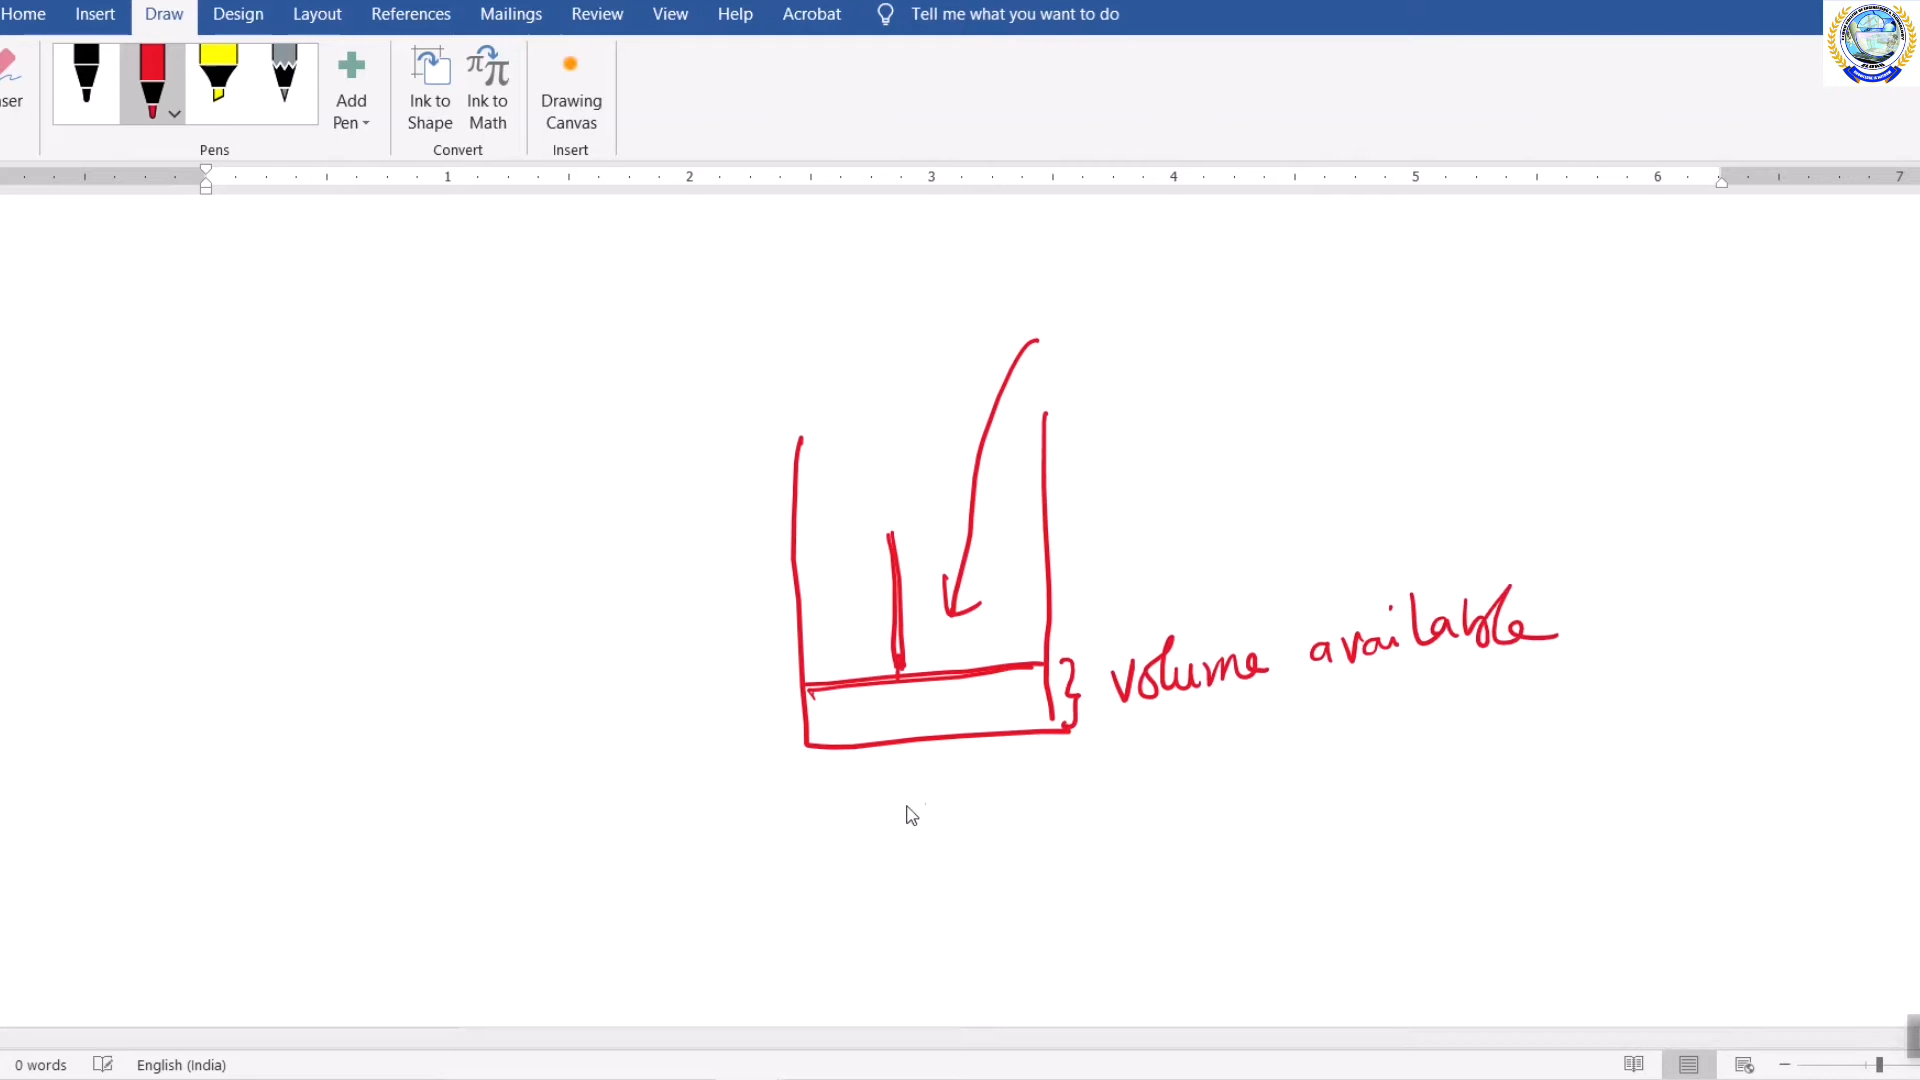 Home Insert Draw Design Layout References Mailings Review View Help Acrobat Tell me what you want to do
Add Pen
Ink to Shape
Ink to Math
Drawing Canvas
Pens Convert Insert
1 2 3 4 5 6 7
volume available
0 words English (India)